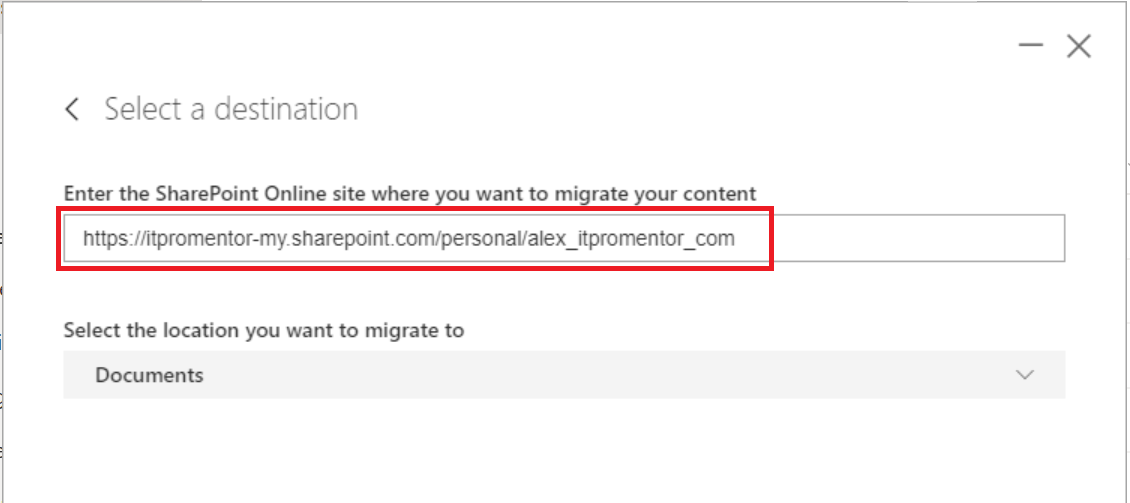 Select a destination
Enter the SharePoint Online site where you want to migrate your content
https://itpromentor-my.sharepoint.com/personal/alex_itpromentor_com
Select the location you want to migrate to
Documents